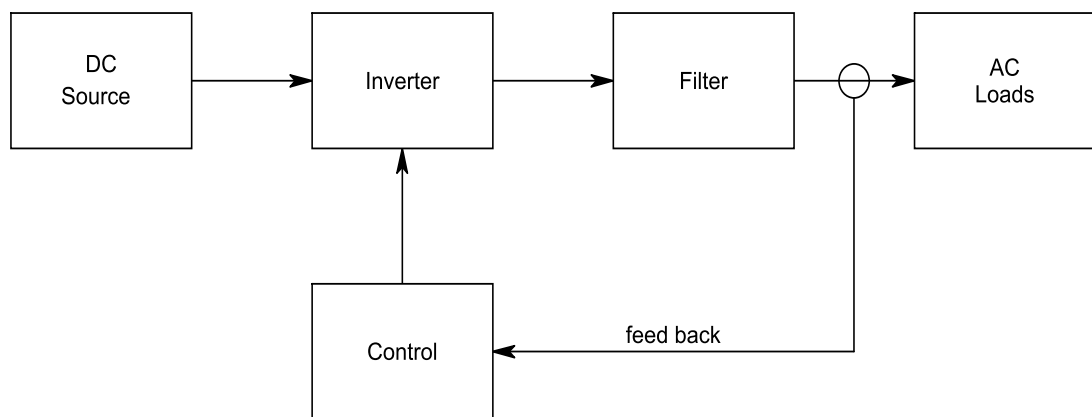 DC
Source
Inverter
Filter
AC
Loads
feed back
Control